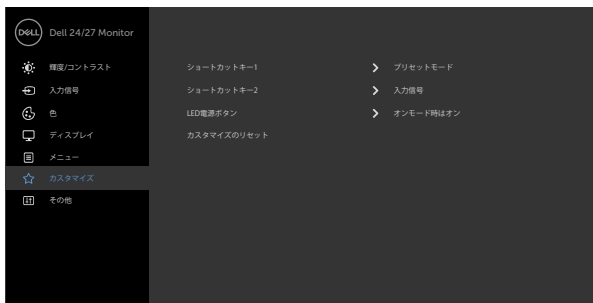 DELL Dell 24/27 Monitor
輝度/コントラスト
入力信号
色
ディスプレイ
メニュー
カスタマイズ
その他
ショートカットキー1 プリセットモード
ショートカットキー2 入力信号
LED電源ボタン オンモード時はオン
カスタマイズのリセット